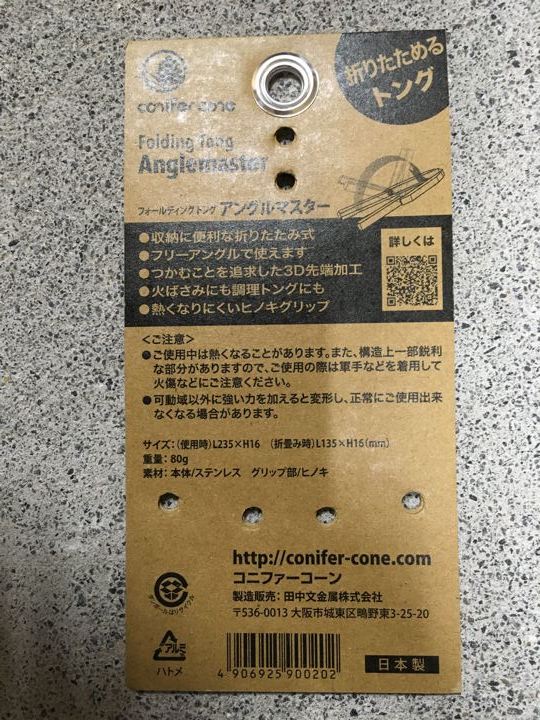 conifer cone
折りたためる
トング
Folding Tong
Anglemaster
フォールディングトング アングルマスター
●収納に便利な折りたたみ式
●フリーアングルで使えます
●つかむことを追求した3D先端加工
●火ばさみにも調理トングにも
●熱くなりにくいヒノキグリップ
詳しくは
<ご注意>
●ご使用中は熱くなることがあります。また、構造上一部鋭利
な部分がありますので、ご使用の際は軍手などを着用して
火傷などにご注意ください。
●可動域以外に強い力を加えると変形し、正常にご使用出来
なくなる場合があります。
サイズ:(使用時)L235×H16 (折畳み時)L135×H16(mm)
重量: 80g
素材: 本体/ステンレス グリップ部/ヒノキ
http://conifer-cone.com
コニファーコーン
製造販売: 田中文金属株式会社
〒536-0013 大阪市城東区鴫野東3-25-20
ダンボールはリサイクル
アルミ
ハトメ
4 906925 900202
日本製